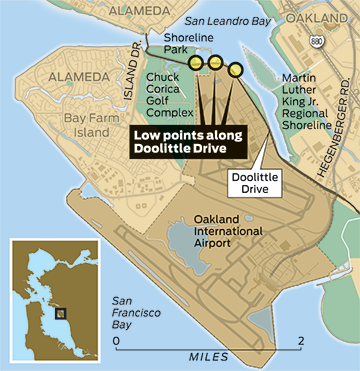 ALAMEDA
San Leandro Bay
OAKLAND
880
ISLAND DR.
Shoreline
Park
ALAMEDA
Chuck
Corica
Golf
Complex
Martin
Luther
King Jr.
Regional
Shoreline
HEGENBERGER RD.
Bay Farm
Island
Low points along
Doolittle Drive
Doolittle
Drive
Oakland
International
Airport
San
Francisco
Bay
0
2
MILES